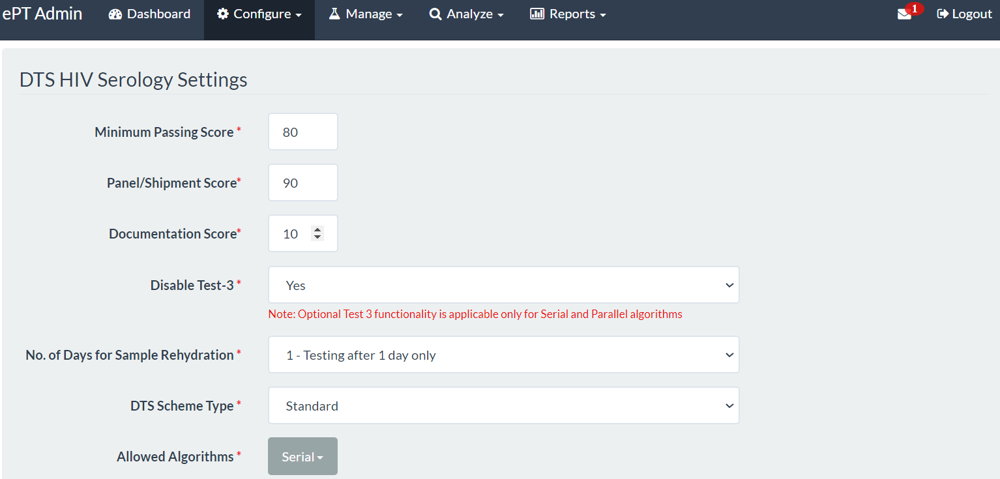 ePT Admin Dashboard Configure Manage Analyze Reports 1 Logout
DTS HIV Serology Settings
Minimum Passing Score * 80
Panel/Shipment Score* 90
Documentation Score* 10
Disable Test-3 * Yes
Note: Optional Test 3 functionality is applicable only for Serial and Parallel algorithms
No. of Days for Sample Rehydration * 1 - Testing after 1 day only
DTS Scheme Type * Standard
Allowed Algorithms * Serial